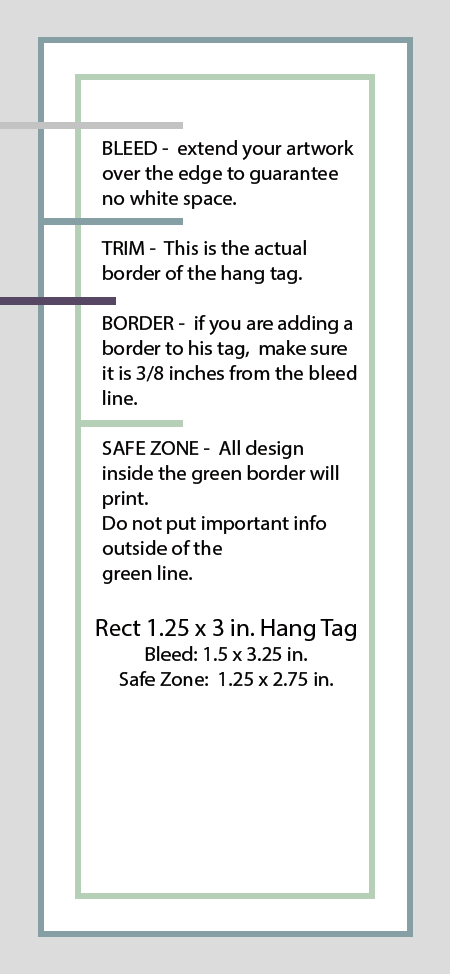 BLEED -  extend your artwork
over the edge to guarantee
no white space.
TRIM -  This is the actual
border of the hang tag.
BORDER -  if you are adding a
border to his tag,  make sure
it is 3/8 inches from the bleed
line.
SAFE ZONE -  All design
inside the green border will
print.
Do not put important info
outside of the
green line.
Rect 1.25 x 3 in. Hang Tag
Bleed: 1.5 x 3.25 in.
Safe Zone:  1.25 x 2.75 in.